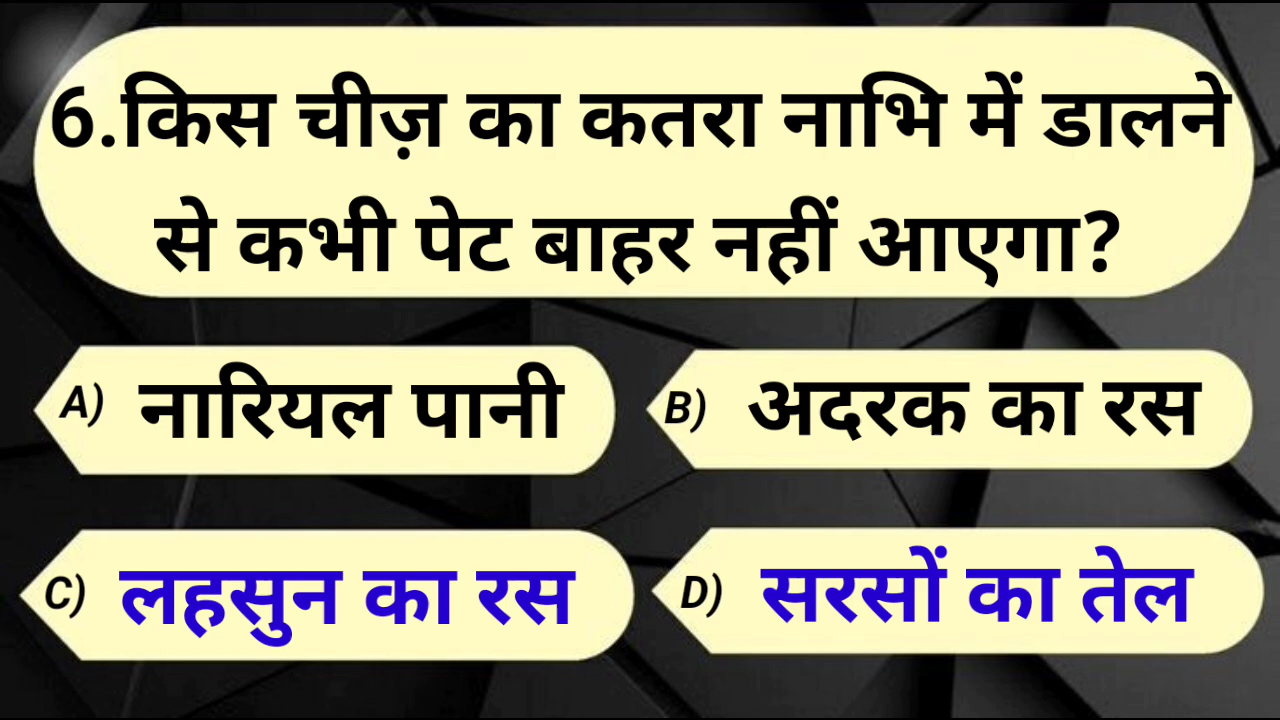 6.किस चीज़ का कतरा नाभि में डालने
से कभी पेट बाहर नहीं आएगा?
A) नारियल पानी
B) अदरक का रस
C) लहसुन का रस
D) सरसों का तेल